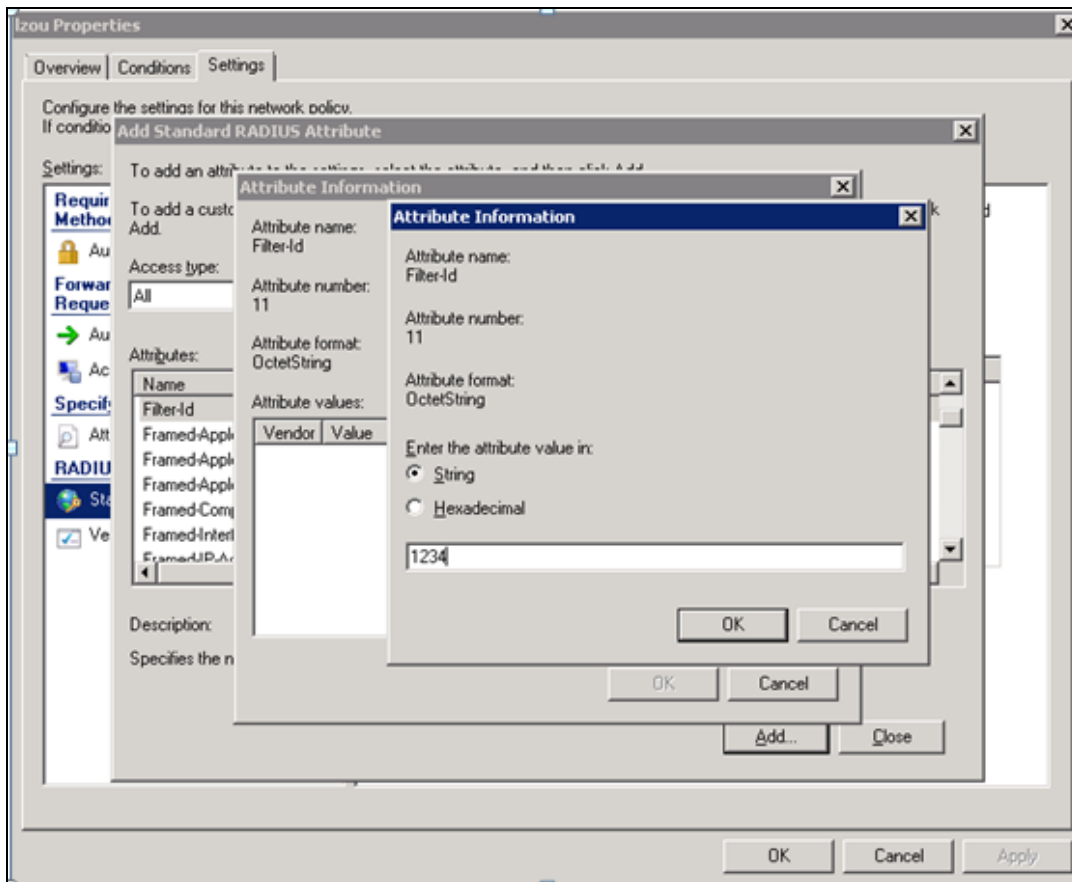 Izou Properties
Overview
Conditions
Settings
Configure the settings for this network policy.
If conditio
Settings:
Requir
Metho
Au
Forwar
Reque
Au
Ac
Specify
Att
RADIU
Sta
Ve
Add Standard RADIUS Attribute
To add an attri
To add a custo
Add.
Access type:
All
Attributes:
Name
Filter-Id
Framed-Appl
Framed-Appl
Framed-Appl
Framed-Comp
Framed-Interf
Framed-IP-A
Description:
Specifies the n
Add...
Close
Attribute Information
Attribute name:
Filter-Id
Attribute number:
11
Attribute format:
OctetString
Attribute values:
Vendor Value
OK
Cancel
Attribute Information
Attribute name:
Filter-Id
Attribute number:
11
Attribute format:
OctetString
Enter the attribute value in:
String
Hexadecimal
1234
OK
Cancel
OK
Cancel
Apply